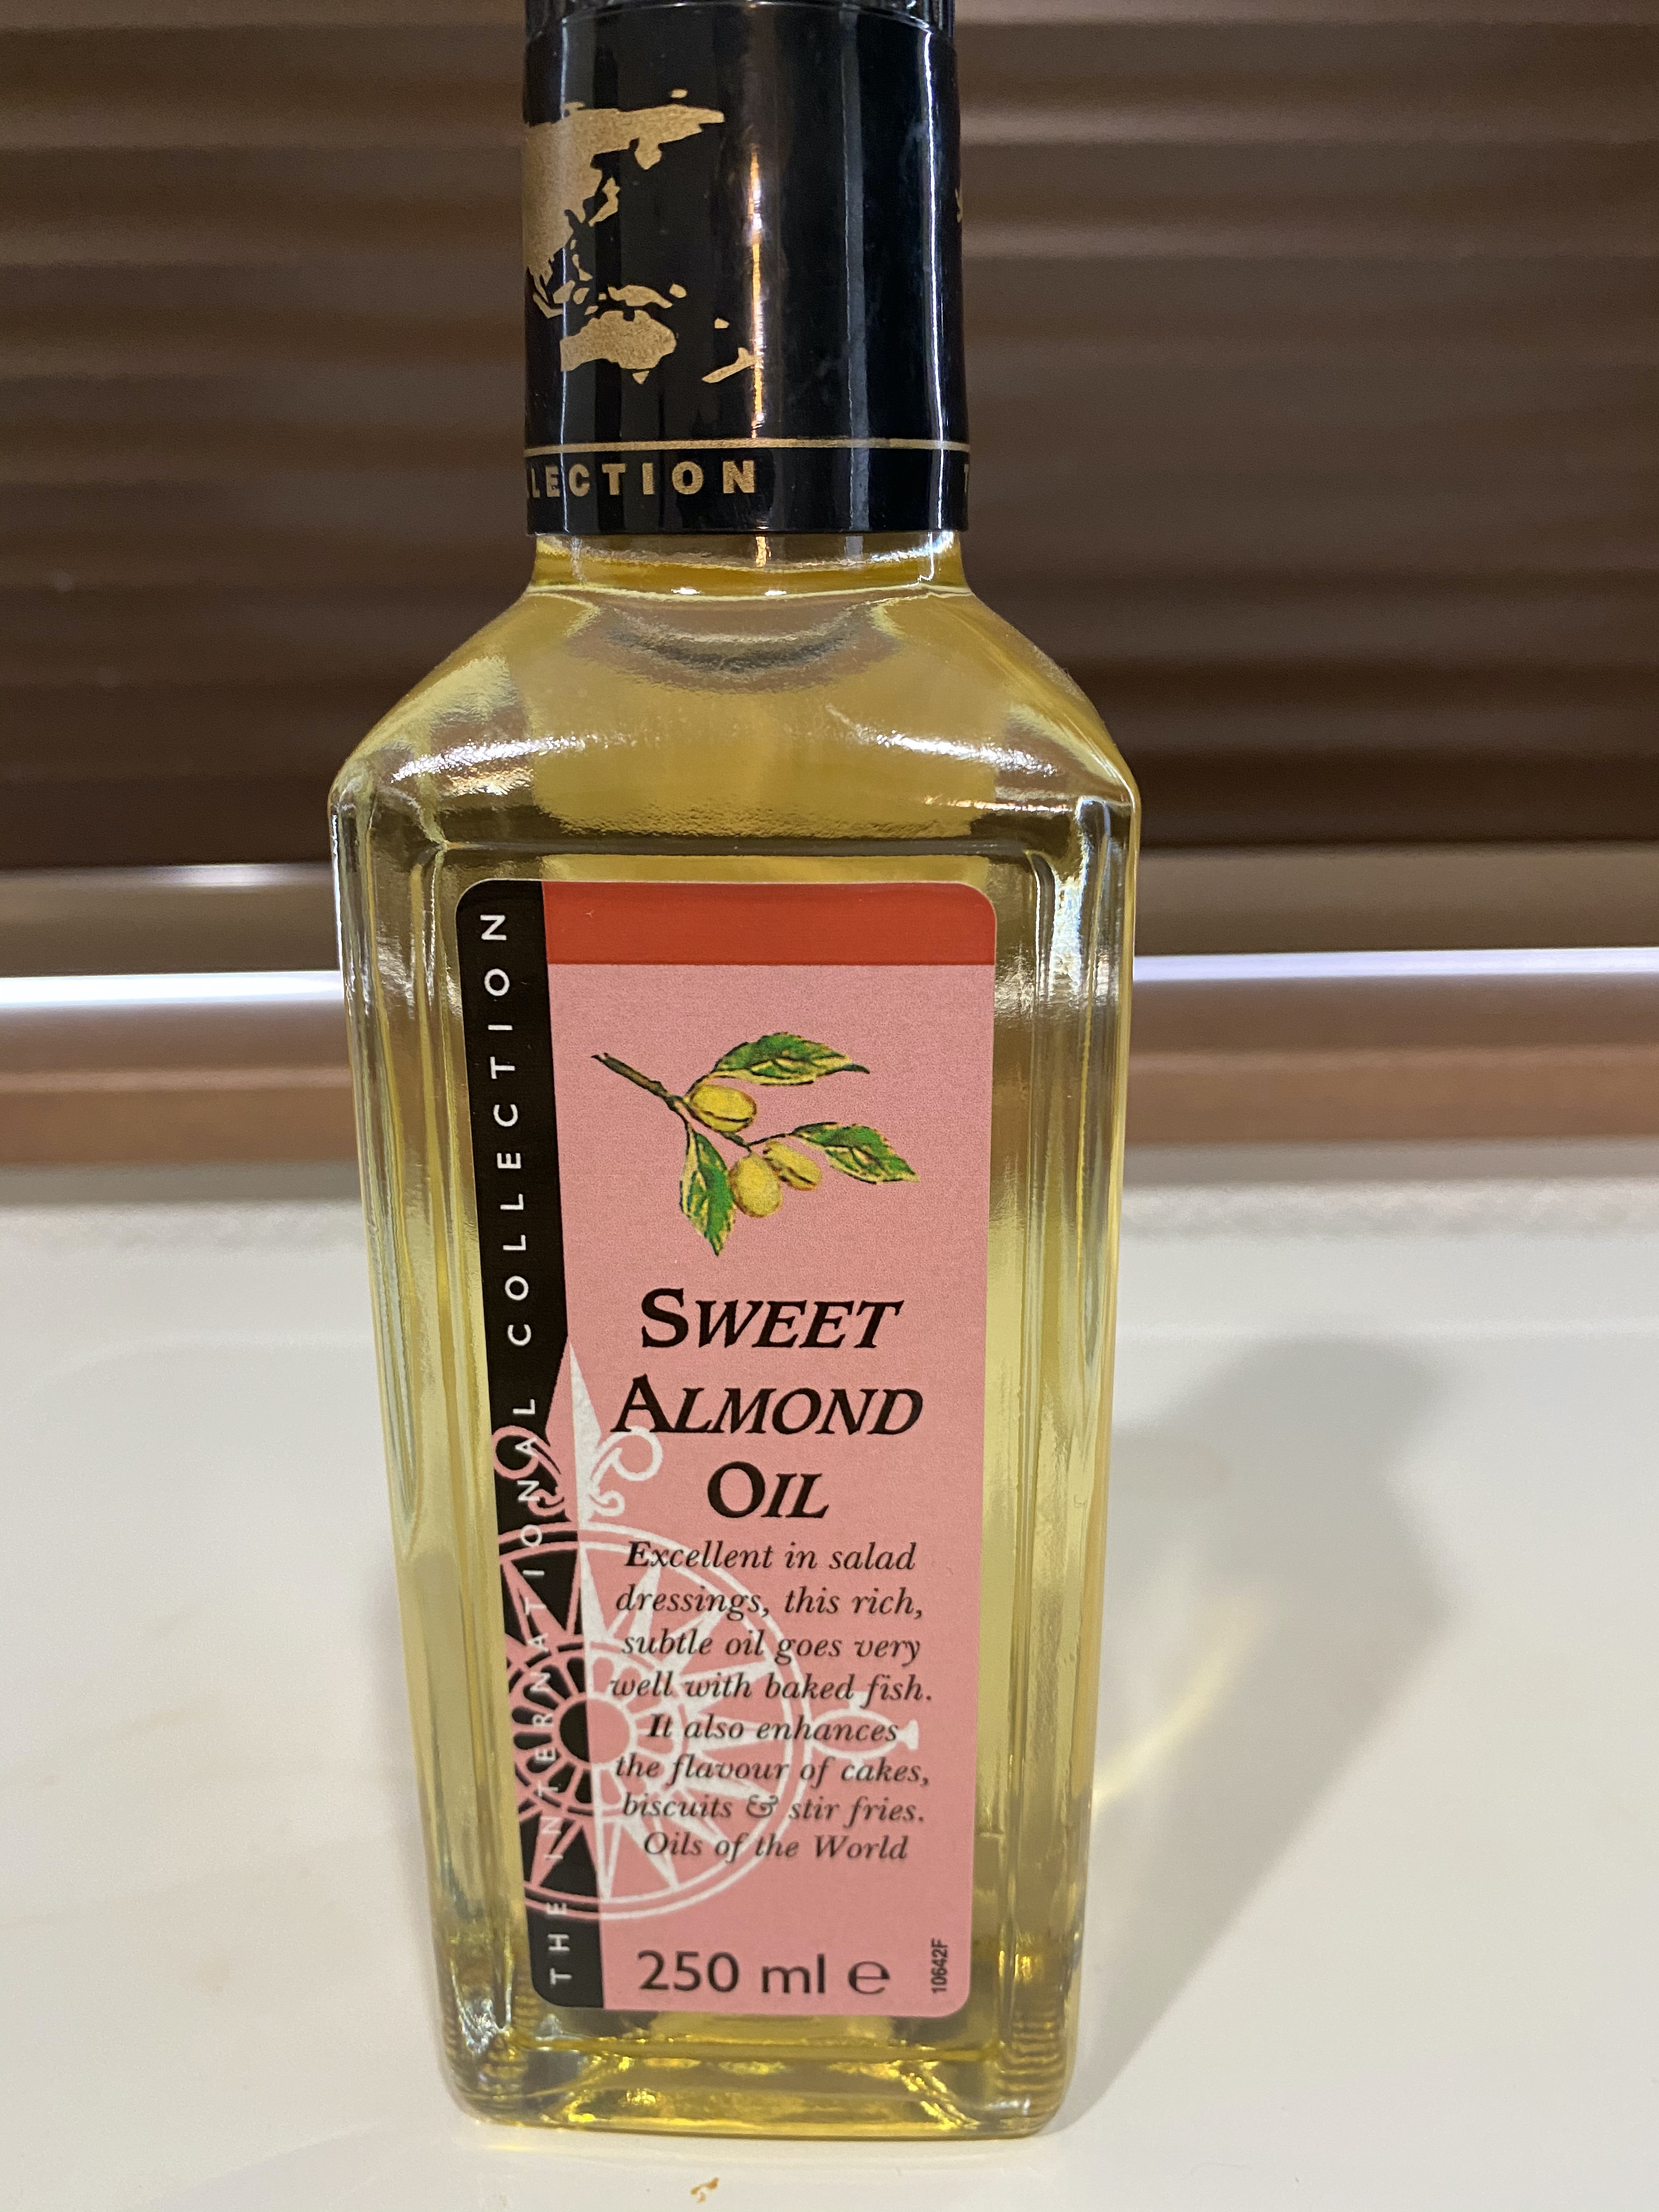 LECTION
THE INTERNATIONAL COLLECTION
SWEET
ALMOND
OIL
Excellent in salad
dressings, this rich,
subtle oil goes very
well with baked fish.
It also enhances
the flavour of cakes,
biscuits & stir fries.
Oils of the World
250 ml e
10642F